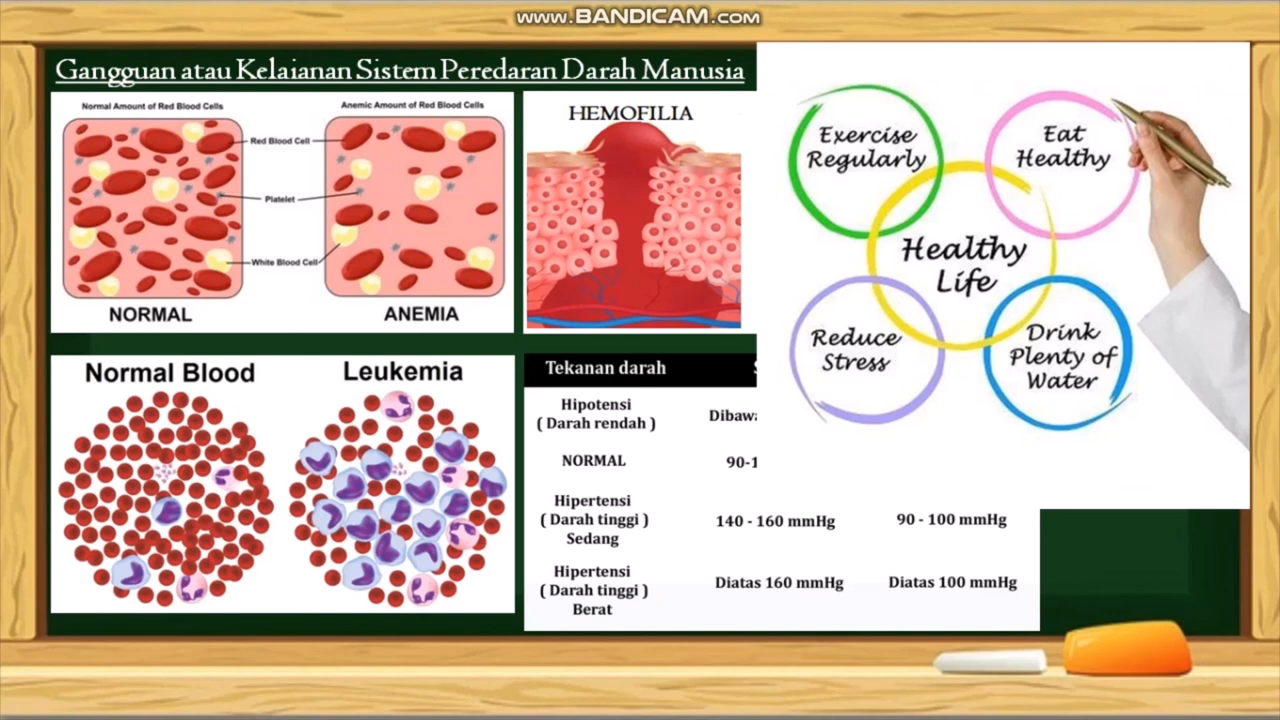 www.BANDICAM.com
Gangguan atau Kelaianan Sistem Peredaran Darah Manusia
Normal Amount of Red Blood Cells
Anemic Amount of Red Blood Cells
Red Blood Cell
Platelet
White Blood Cell
NORMAL
ANEMIA
HEMOFILIA
Exercise
Regularly
Eat
Healthy
Healthy
Life
Reduce
Stress
Drink
Plenty of
Water
Normal Blood
Leukemia
Tekanan darah
Hipotensi
( Darah rendah )
NORMAL
90-1
Hipertensi
( Darah tinggi )
Sedang
140 - 160 mmHg
90 - 100 mmHg
Hipertensi
( Darah tinggi )
Berat
Diatas 160 mmHg
Diatas 100 mmHg